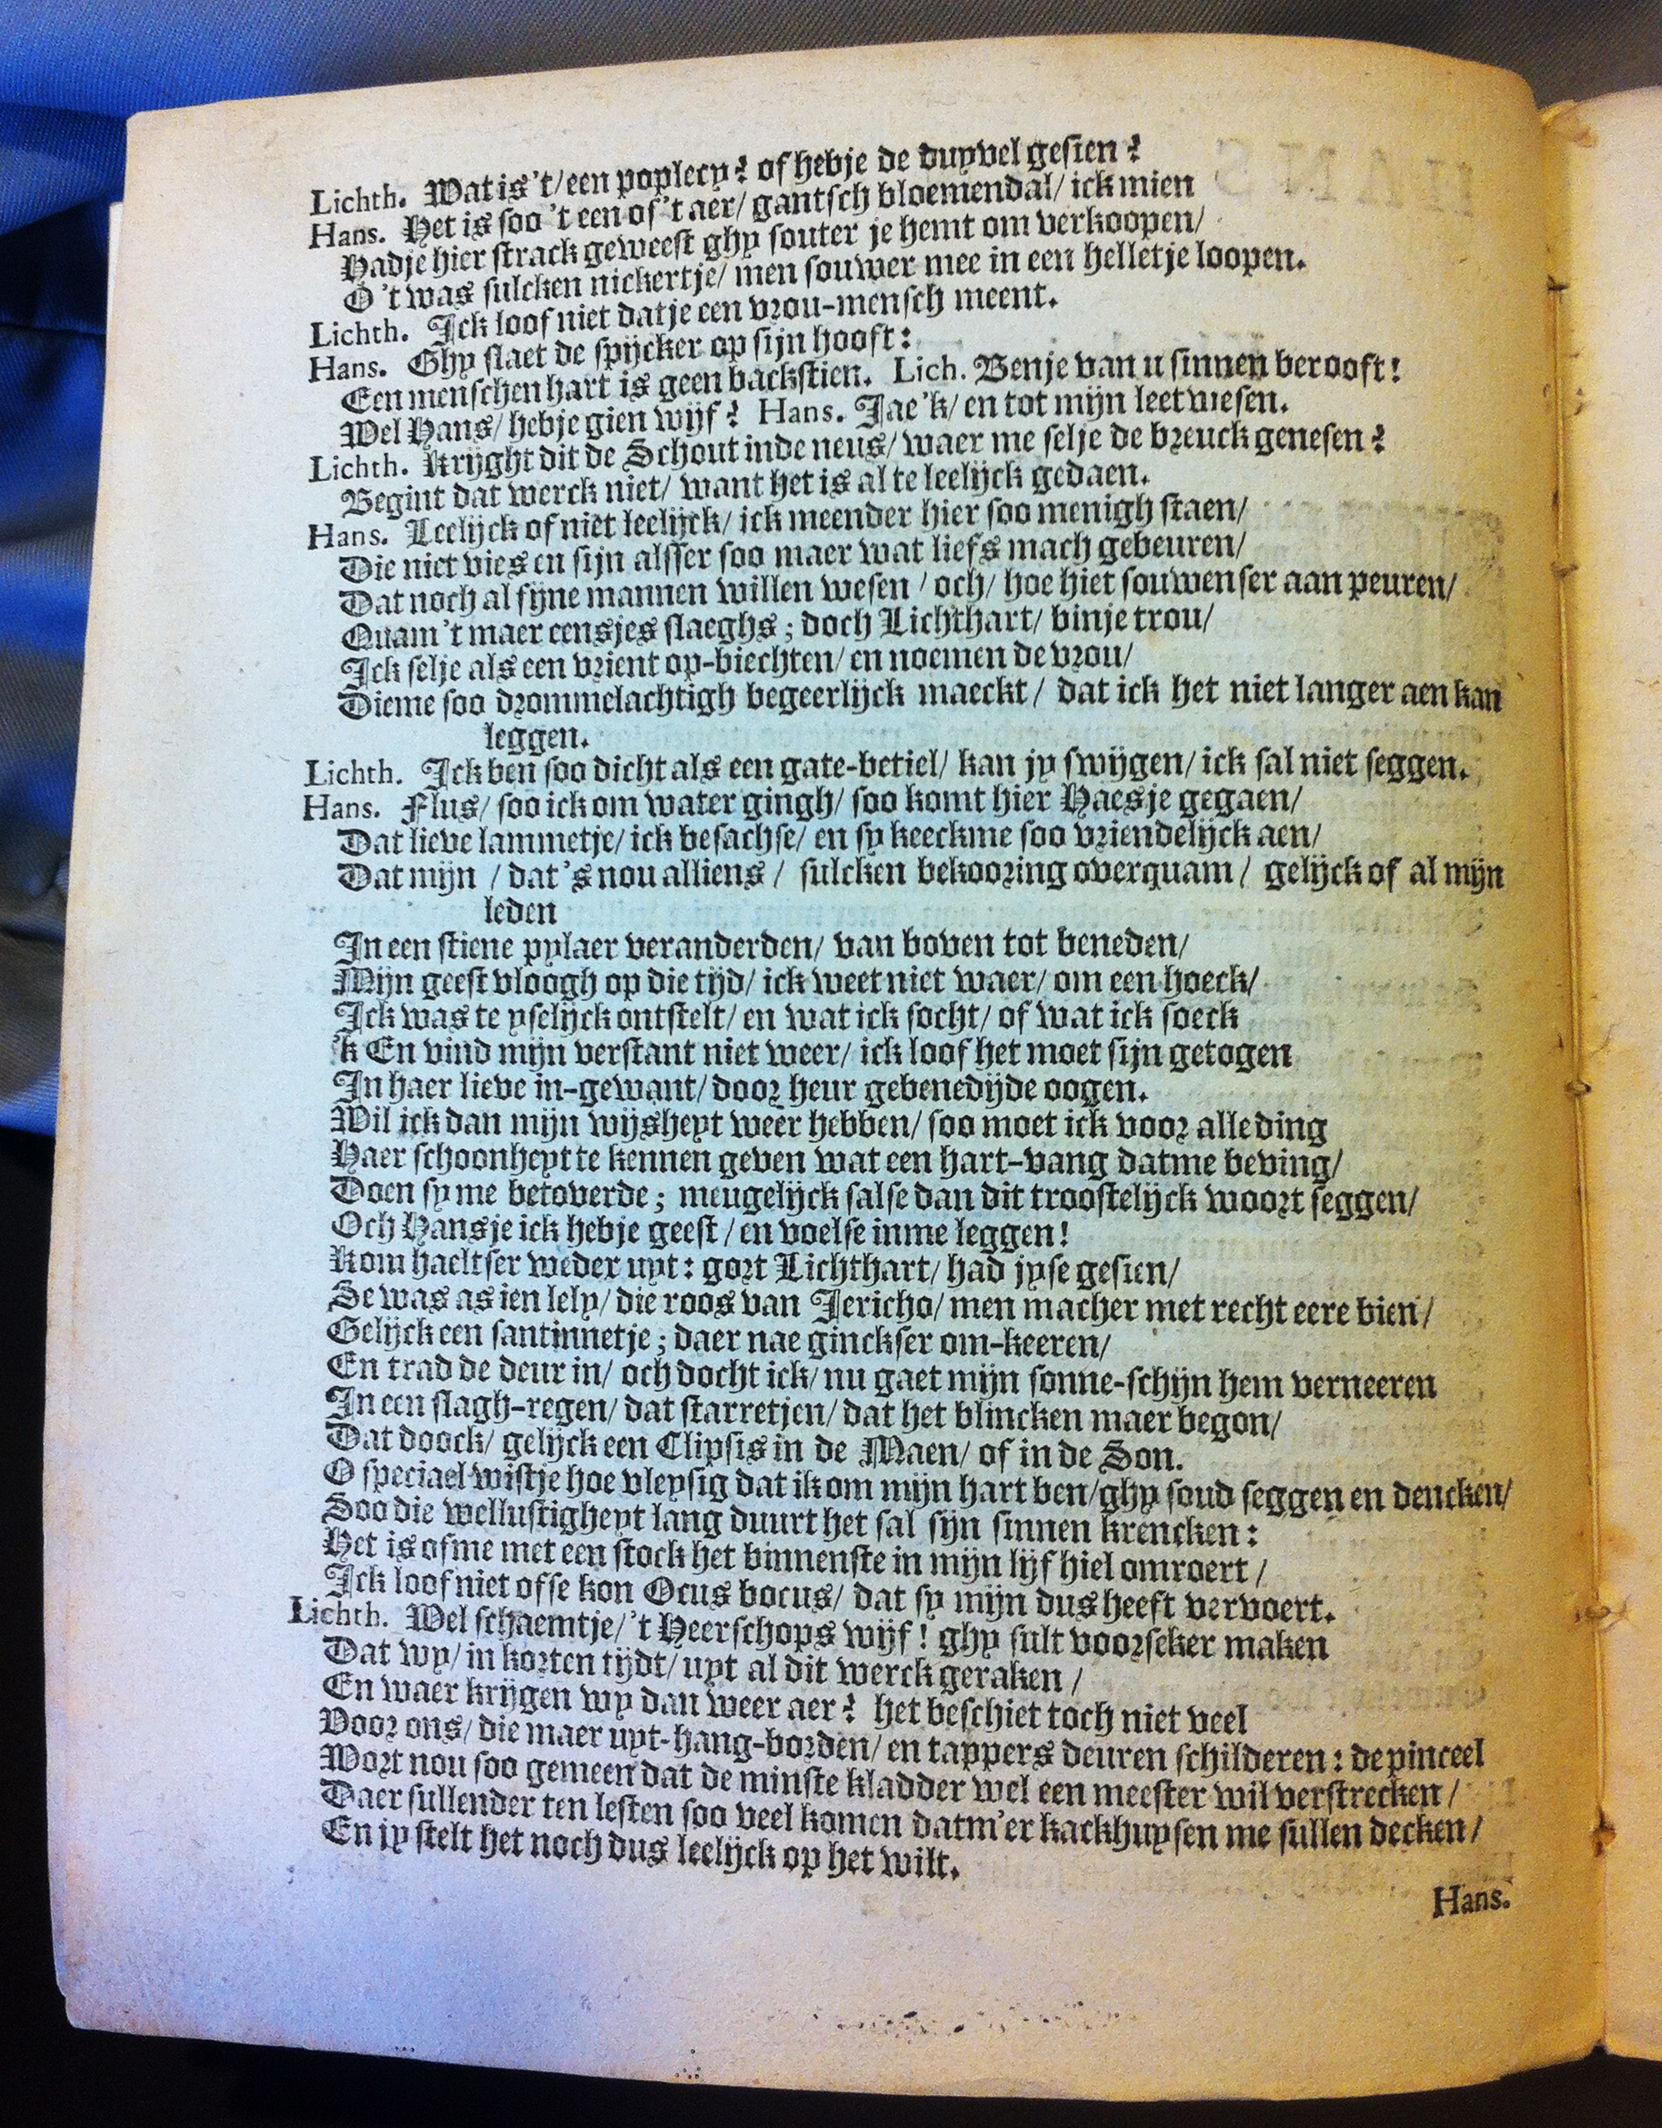 Lichth. Wat is 't/ een poplecy? of hebje de duyvel gesien?
Hans. Het is soo 't een of 't aer/ gantsch bloemendal/ ick mien
Hadje hier strack geweest ghy souter je hemt om verkoopen/
O 't was sulcken nickertje/ men souwer mee in een helletje loopen.
Lichth. Ick loof niet datje een vrou-mensch meent.
Hans. Ghy slaet de spijcker op sijn hooft:
Een menschen hart is geen backstien. Lich. Benje van u sinnen berooft!
Wel Hans/ hebje gien wijf? Hans. Jae 'k/ en tot mijn leetwesen.
Lichth. Krijght dit de Schout inde neus/ waer me selje de breuck genesen?
Begint dat werck niet/ want het is al te leelijck gedaen.
Hans. Leelijck of niet leelijck/ ick meender hier soo menigh staen/
Die niet vies en sijn alsser soo maer wat liefs mach gebeuren/
Dat noch al fijne mannen willen wesen / och/ hoe hiet souwenser aan peuren/
Quam 't maer eensjes slaeghs; doch Lichthart/ binje trou/
Ick selje als een vrient op-biechten/ en noemen de vrou/
Dieme soo drommelachtigh begeerlijck maeckt/ dat ick het niet langer aen kan
leggen.
Lichth. Ick ben soo dicht als een gate-betiel/ kan jy swijgen/ ick sal niet seggen.
Hans. Flus/ soo ick om water gingh/ soo komt hier Haesje gegaen/
Dat lieve lammetje/ ick besachse/ en sy keeckme soo vriendelijck aen/
Dat mijn / dat 's nou alliens / sulcken bekooring overquam / gelijck of al mijn
leden
In een stiene pylaer veranderden/ van boven tot beneden/
Mijn geest vloogh op die tijd/ ick weet niet waer/ om een hoeck/
Ick was te yselijck ontstelt/ en wat ick socht/ of wat ick soeck
'k En vind mijn verstant niet weer/ ick loof het moet sijn getogen
In haer lieve in-gewant/ door heur gebenedijde oogen.
Wil ick dan mijn wijsheyt weer hebben/ soo moet ick voor alle ding
Haer schoonheyt te kennen geven wat een hart-vang datme beving/
Doen sy me betoverde; meugelijck salse dan dit troostelijck woort seggen/
Och Hansje ick hebje geest / en voelse inme leggen!
Kom haeltser weder uyt: gort Lichthart/ had jyse gesien/
Se was as ien lely/ die roos van Jericho/ men macher met recht eere bien/
Gelijck een santinnetje; daer nae ginckser om-keeren/
En trad de deur in/ och docht ick/ nu gaet mijn sonne-schijn hem verneeren
In een slagh-regen/ dat starretjen/ dat het blincken maer begon/
Dat doock/ gelijck een Clipsis in de Maen/ of in de Son.
O speciael wistje hoe vleysig dat ik om mijn hart ben/ ghy soud seggen en dencken/
Soo die wellustigheyt lang duurt het sal sijn sinnen krencken:
Het is ofme met een stock het binnenste in mijn lijf hiel omroert /
Ick loof niet ofse kon Ocus bocus/ dat sy mijn dus heeft vervoert.
Lichth. Wel schaemtje/ 't Heerschops wijf! ghy sult voorseker maken
Dat wy/ in korten tijdt/ uyt al dit werck geraken /
En waer krijgen wy dan weer aer? het beschiet toch niet veel
Voor ons/ die maer uyt-hang-borden/ en tappers deuren schilderen: de pinceel
Wort nou soo gemeen dat de minste kladder wel een meester wil verstrecken /
Daer sullender ten lesten soo veel komen datm'er kackhuysen me sullen decken /
En jy stelt het noch dus leelijck op het wilt.
Hans.